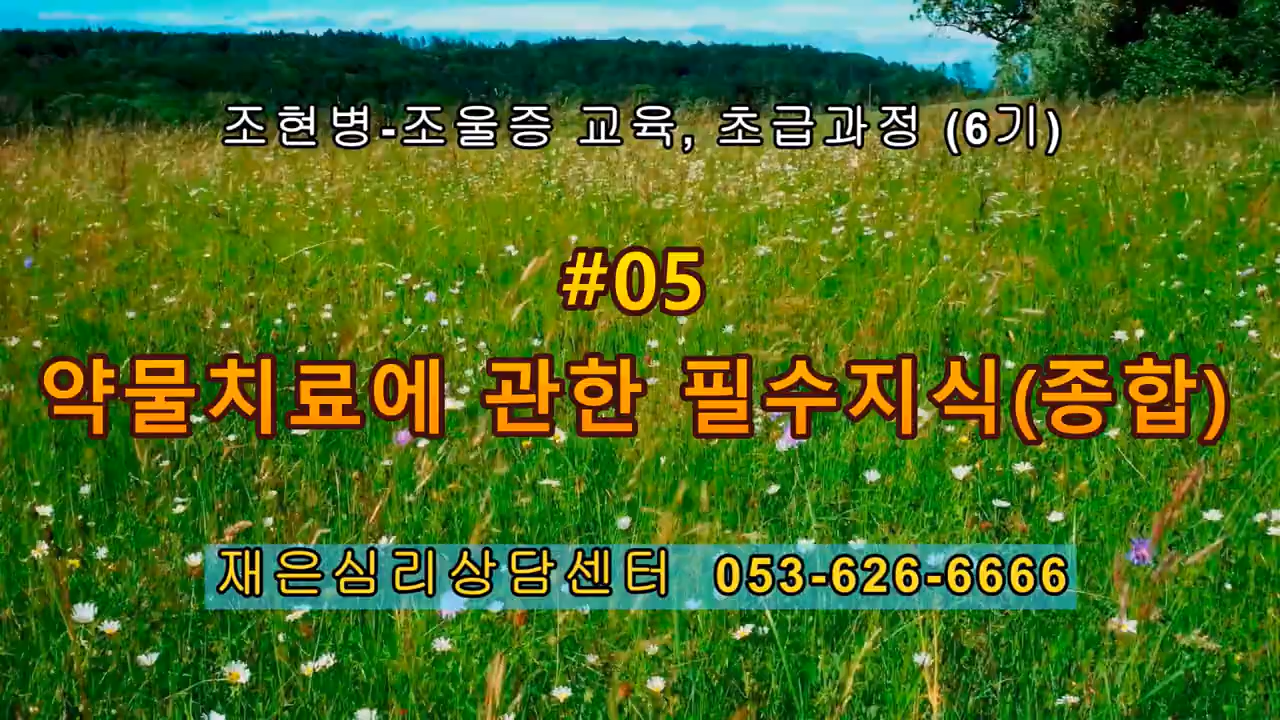 조현병-조울증 교육, 초급과정 (6기)
#05
약물치료에 관한 필수지식(종합)
재은심리상담센터 053-626-6666